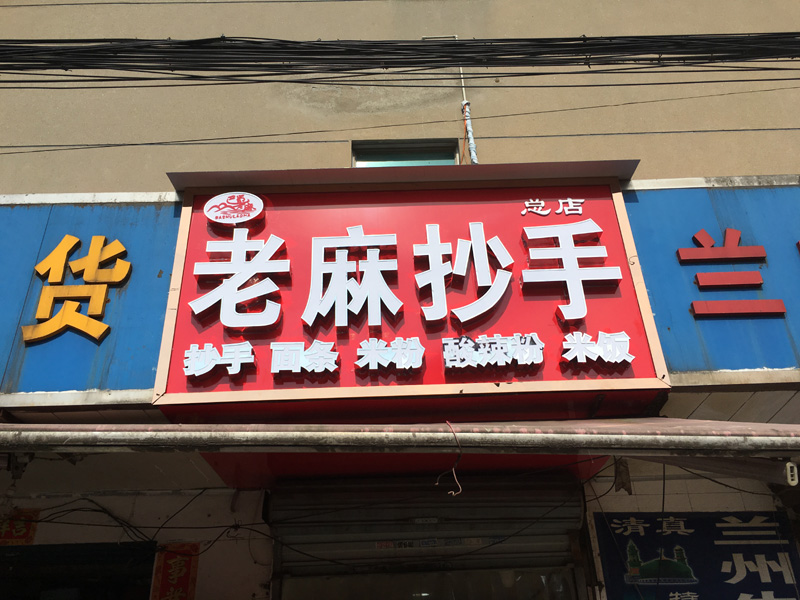 总店
老麻抄手
抄手 面条 米粉 酸辣粉 米饭
货
兰
清真
兰州